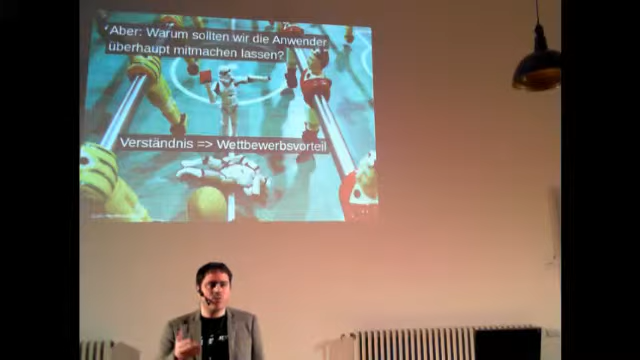 Aber: Warum sollten wir die Anwender
überhaupt mitmachen lassen?
Verständnis => Wettbewerbsvorteil